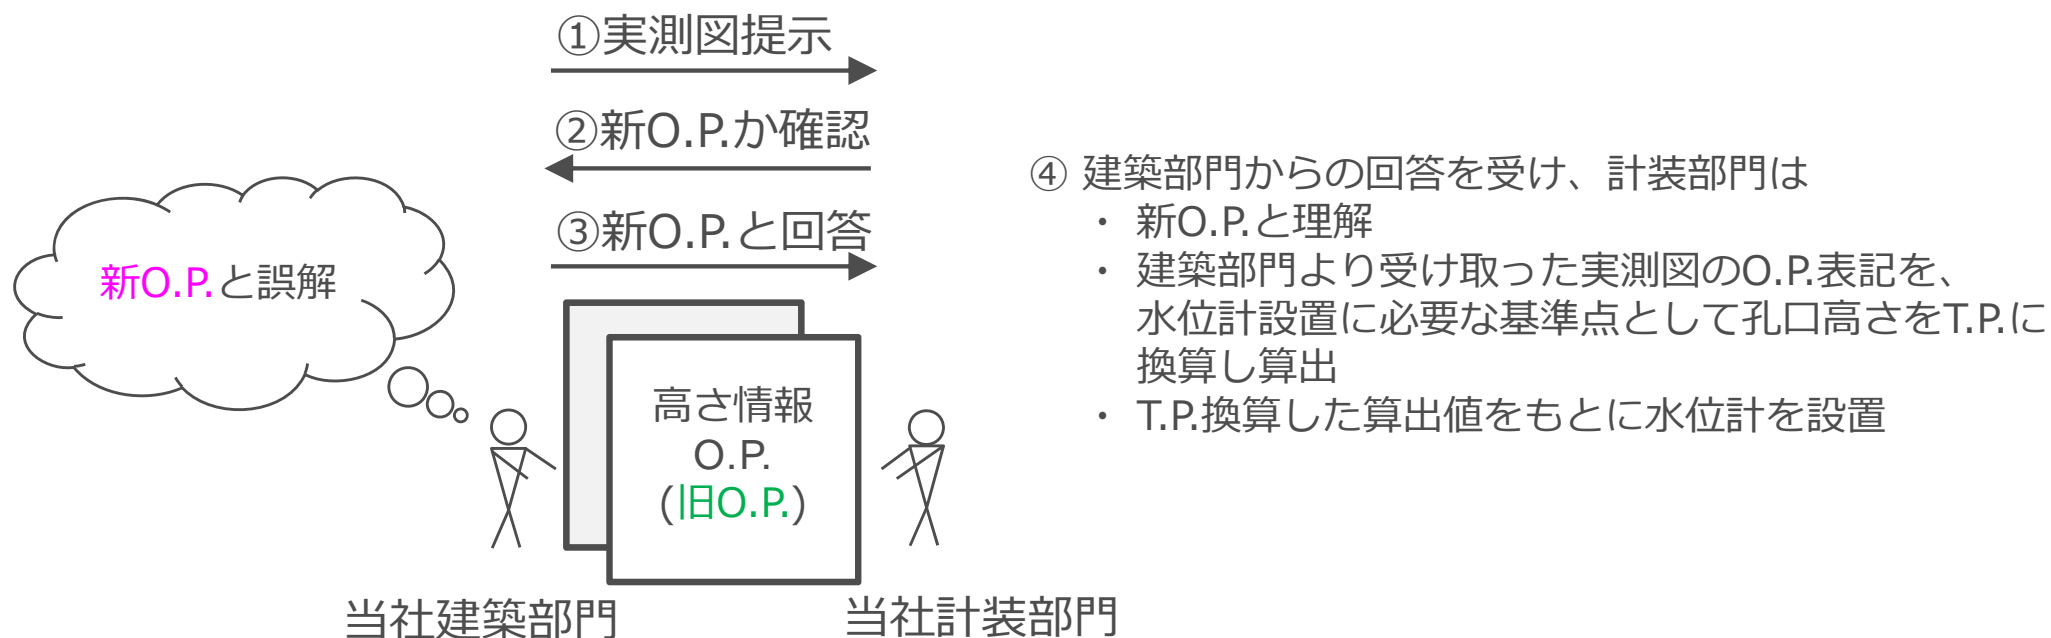 ①実測図提示
②新O.P.か確認
③新O.P.と回答
新O.P.と誤解
高さ情報
O.P.
(旧O.P.)
当社建築部門
当社計装部門
④ 建築部門からの回答を受け、計装部門は
・ 新O.P.と理解
・ 建築部門より受け取った実測図のO.P.表記を、
水位計設置に必要な基準点として孔口高さをT.P.に
換算し算出
・ T.P.換算した算出値をもとに水位計を設置